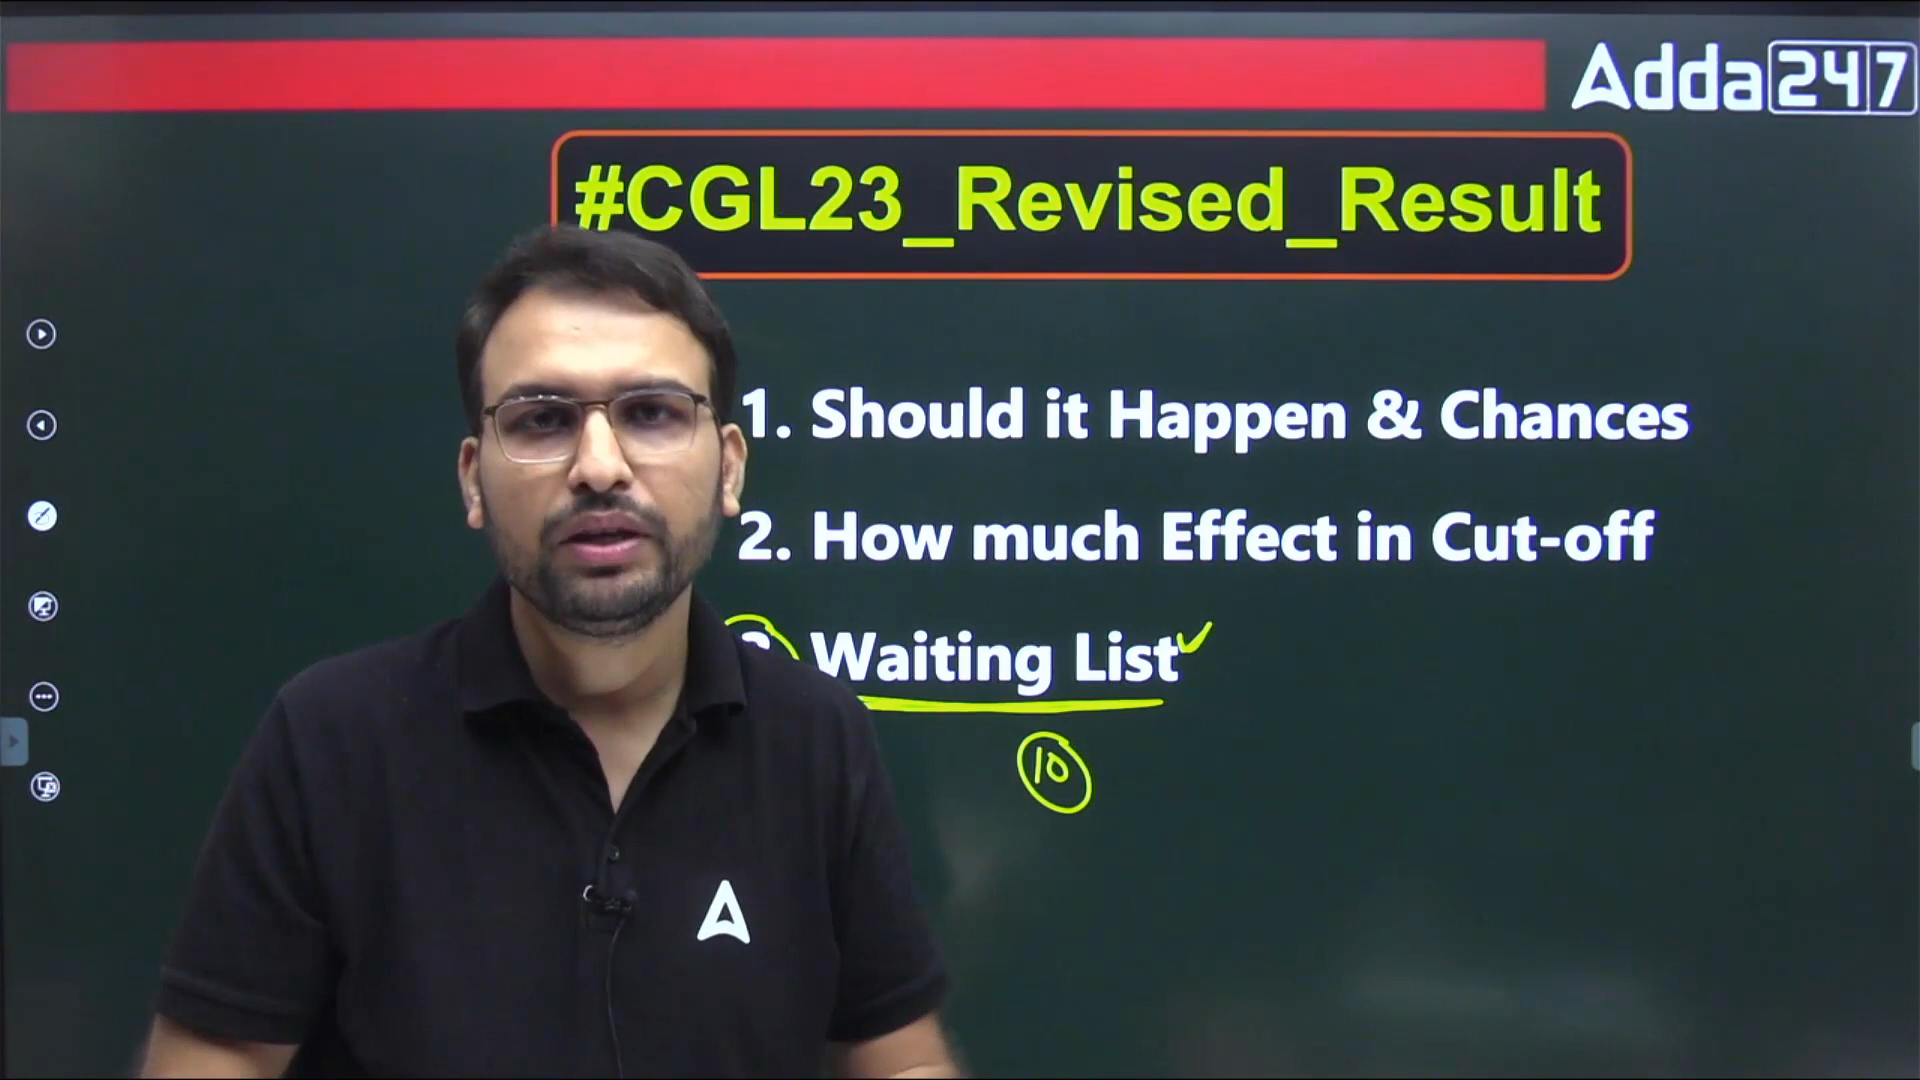 Adda247
#CGL23_Revised_Result
1. Should it Happen & Chances
2. How much Effect in Cut-off
Waiting List
10